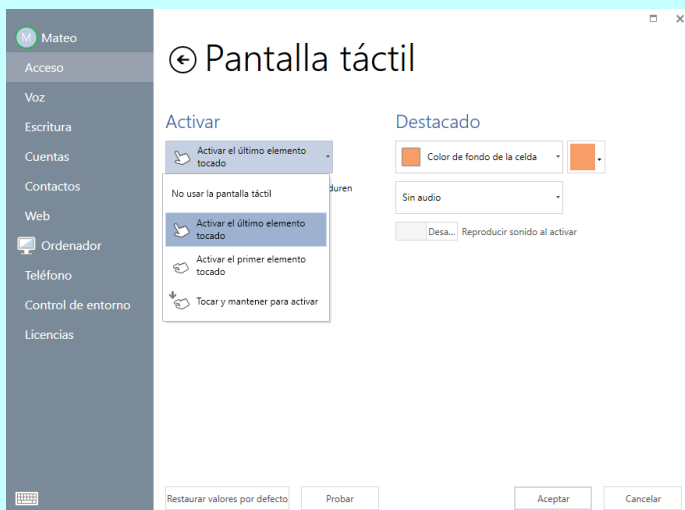 M Mateo
Acceso
Voz
Escritura
Cuentas
Contactos
Web
Ordenador
Teléfono
Control de entorno
Licencias
Pantalla táctil
Activar
Activar el último elemento
tocado
duren
No usar la pantalla táctil
Activar el último elemento
tocado
Activar el primer elemento
tocado
Tocar y mantener para activar
Destacado
Color de fondo de la celda
Sin audio
Desa... Reproducir sonido al activar
Restaurar valores por defecto Probar Aceptar Cancelar